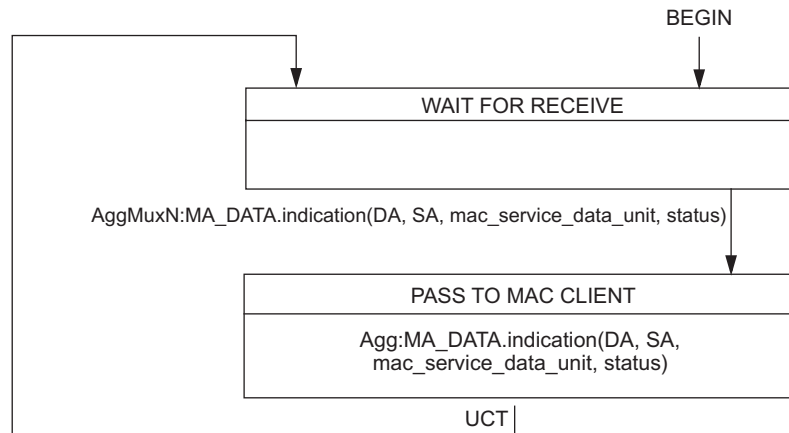 BEGIN
WAIT FOR RECEIVE
AggMuxN:MA_DATA.indication(DA, SA, mac_service_data_unit, status)
PASS TO MAC CLIENT
Agg:MA_DATA.indication(DA, SA,
mac_service_data_unit, status)
UCT